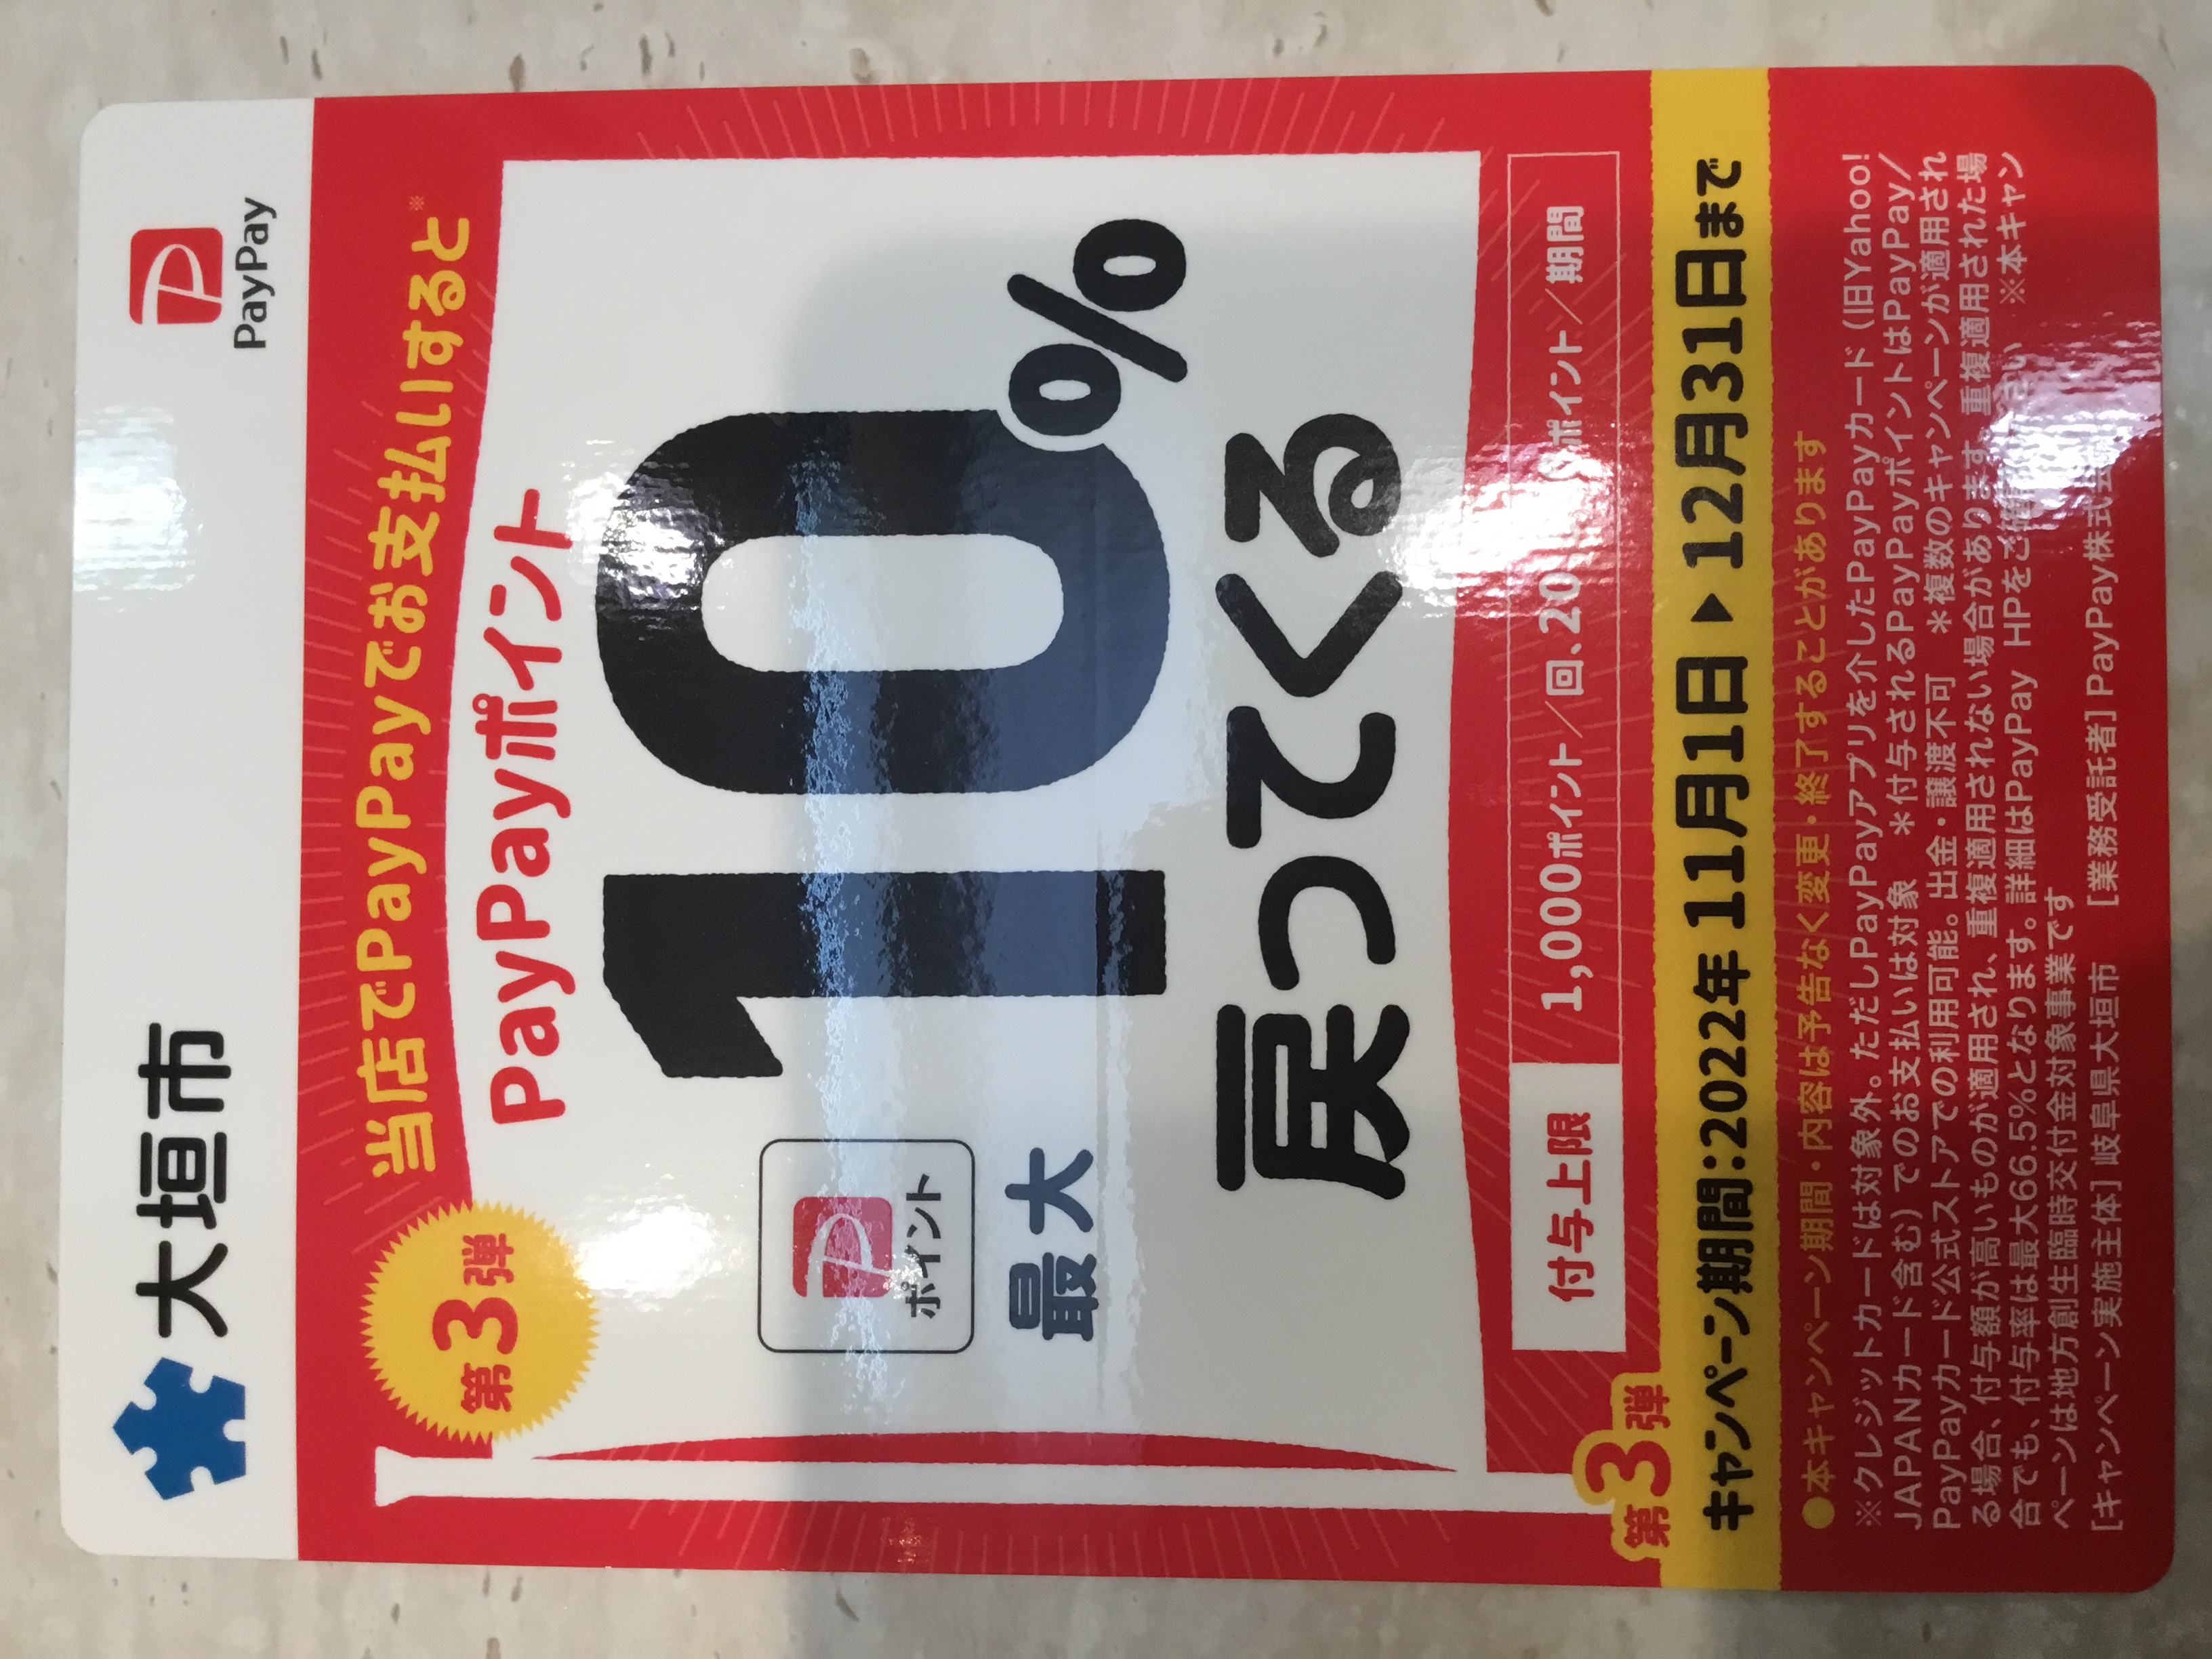 大垣市
PayPay
第3弾
当店でPayPayでお支払いすると※
PayPayポイント
P
ポイント
最大
10%
戻ってくる
付与上限 1,000ポイント/回、20 ポイント/期間
第3弾
キャンペーン期間:2022年 11月1日▶12月31日まで
●本キャンペーン期間・内容は予告なく変更・終了することがあります
※クレジットカードは対象外。ただしPayPayアプリを介したPayPayカード(旧Yahoo!
JAPANカード含む)でのお支払いは対象 ＊付与されるPayPayポイントはPayPay/
PayPayカード公式ストアでの利用可能。出金・譲渡不可 ＊複数のキャンペーンが適用され
る場合、付与額が高いものが適用され、重複適用されない場合があります 重複適用された場
合でも、付与率は最大66.5%となります。詳細はPayPay HPをご さい ※本キャン
ペーンは地方創生臨時交付金対象事業です
[キャンペーン実施主体] 岐阜県大垣市 [業務受託者] PayPay株式